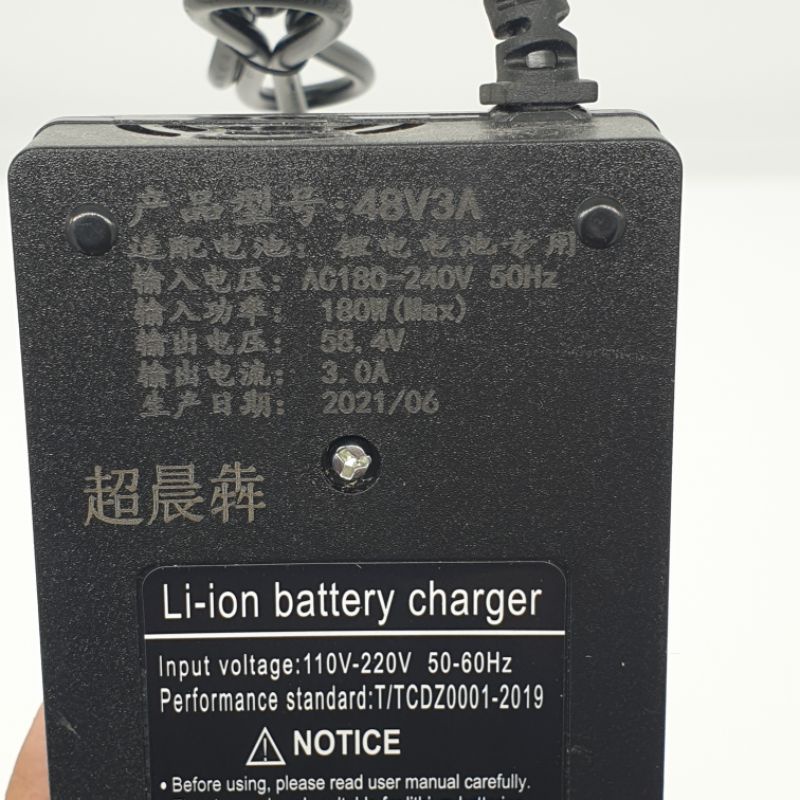 产品型号:48V3A
适配电池: 锂电电池专用
输入电压: AC180-240V 50Hz
输入功率: 180W(Max)
输出电压: 58.4V
输出电流: 3.0A
生产日期: 2021/06
超晨犇
Li-ion battery charger
Input voltage:110V-220V 50-60Hz
Performance standard:T/TCDZ0001-2019
NOTICE
• Before using, please read user manual carefully.